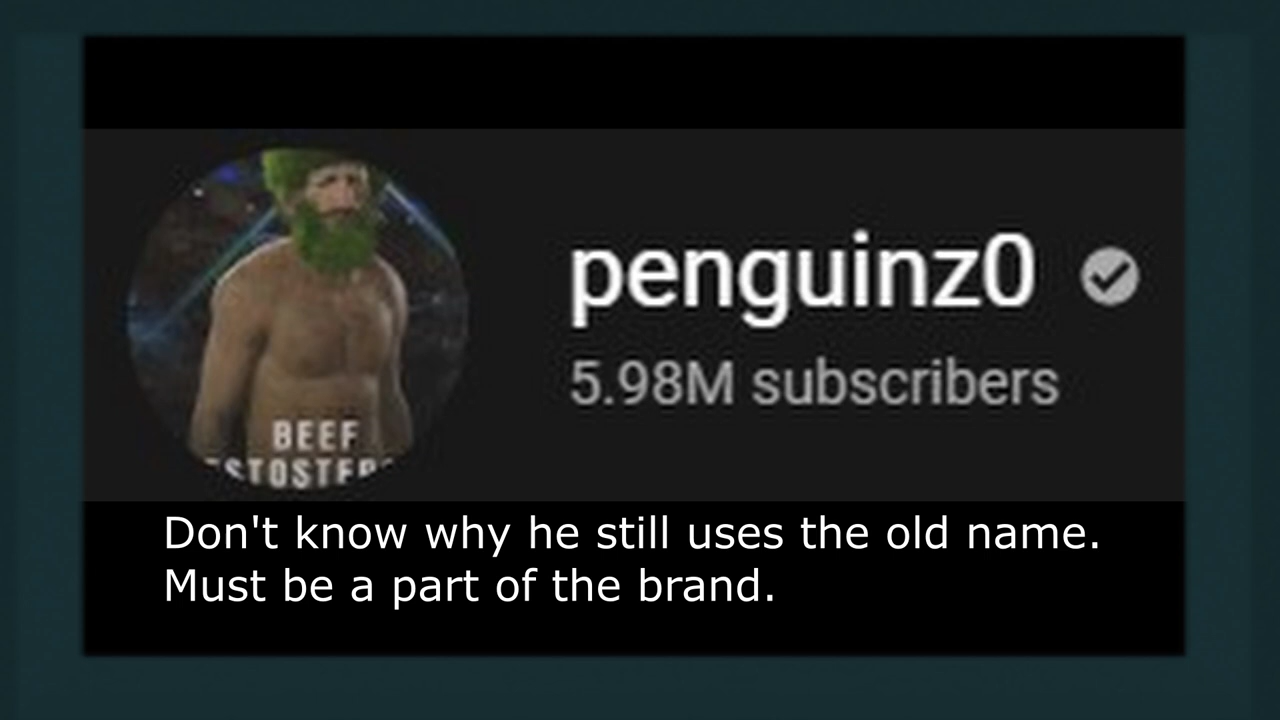 penguinz0
5.98M subscribers
BEEF
Don't know why he still uses the old name.
Must be a part of the brand.